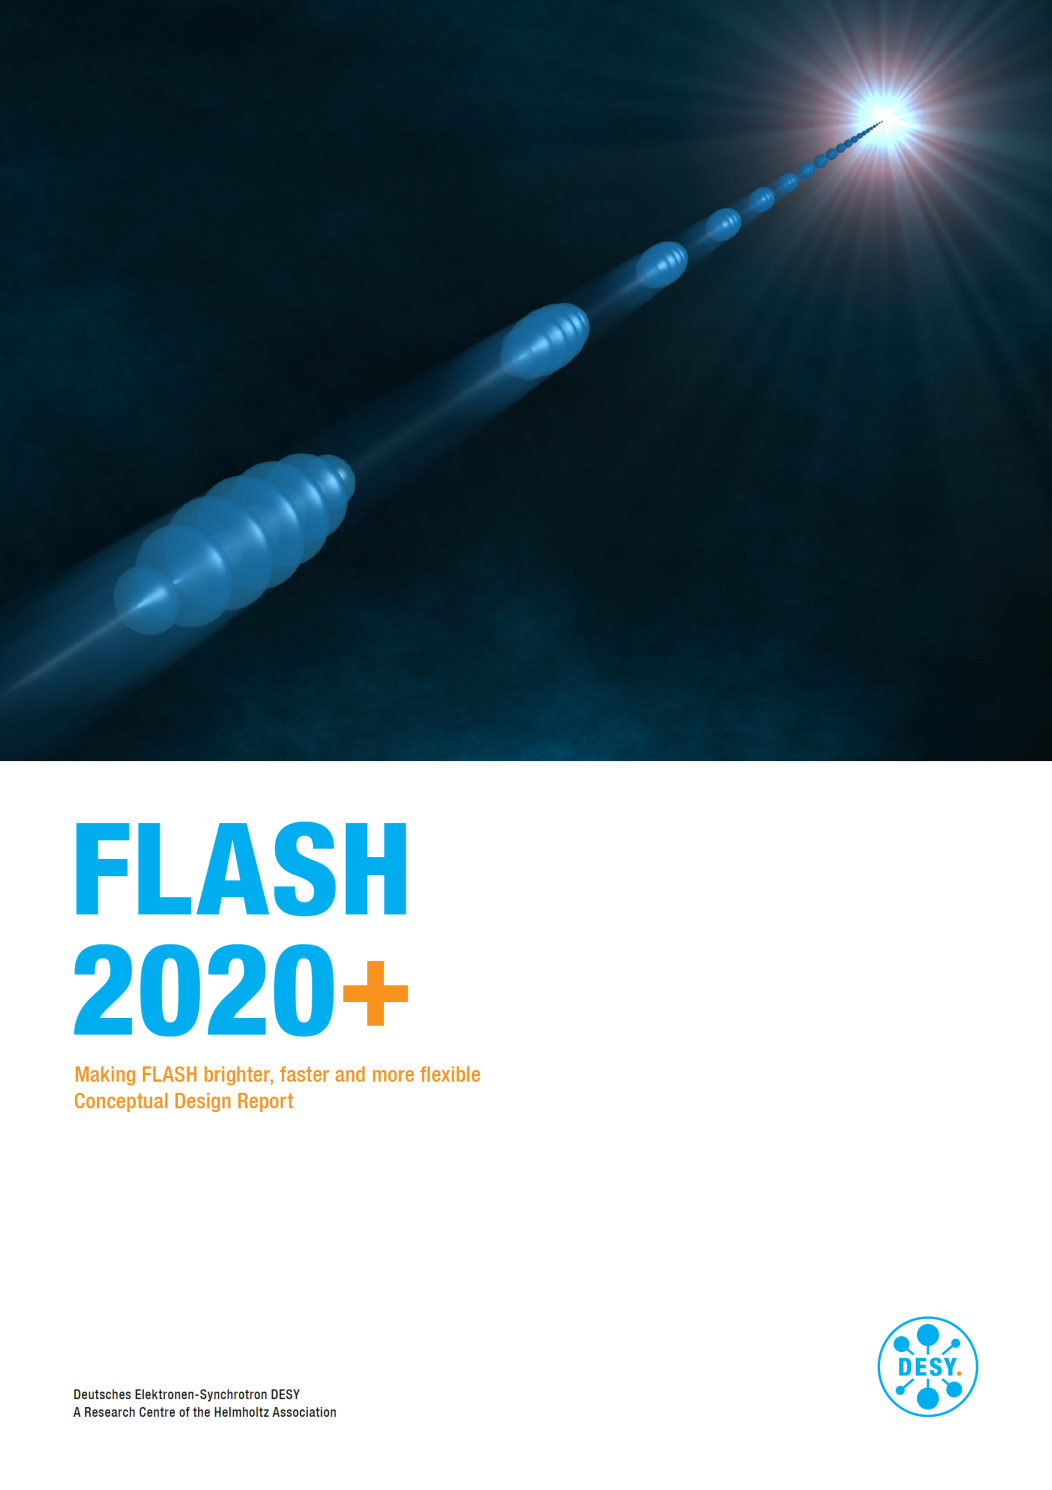 FLASH
2020+
Making FLASH brighter, faster and more flexible
Conceptual Design Report
DESY.
Deutsches Elektronen-Synchrotron DESY
A Research Centre of the Helmholtz Association